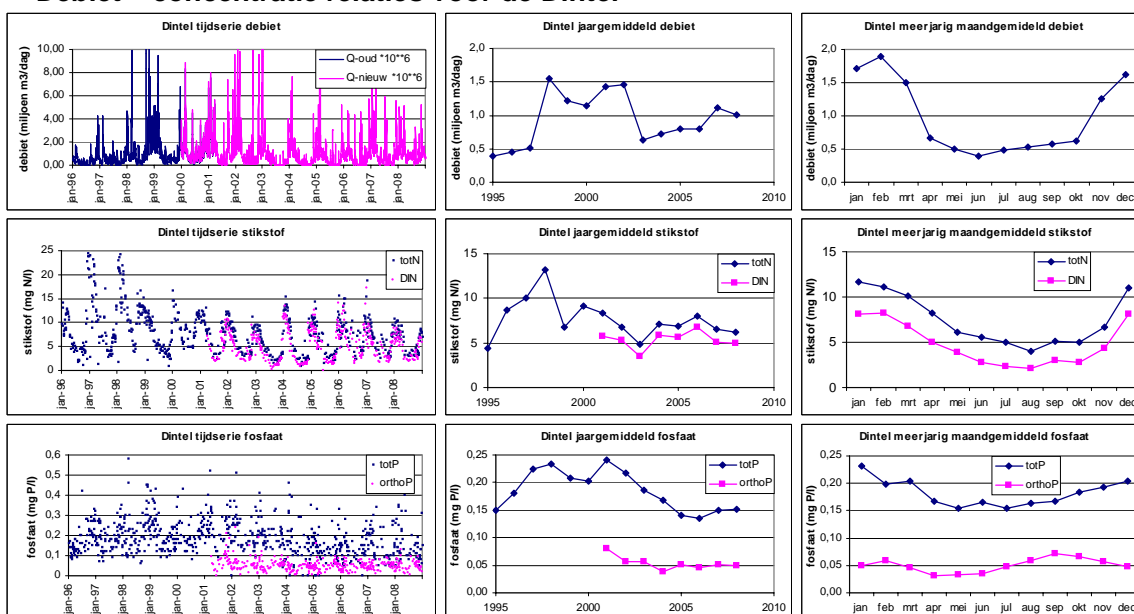 Debiet – concentratie relaties voor de Dintel
Dintel tijdserie debiet
debiet (miljoen m3/dag)
10,00
8,00
6,00
4,00
2,00
0,00
Q-oud *10**6
Q-nieuw *10**6
jan-96
jan-97
jan-98
jan-99
jan-00
jan-01
jan-02
jan-03
jan-04
jan-05
jan-06
jan-07
jan-08
Dintel jaargemiddeld debiet
debiet (miljoen m3/dag)
2,0
1,5
1,0
0,5
0,0
1995
2000
2005
2010
Dintel meerjarig maandgemiddeld debiet
debiet (miljoen m3/dag)
2,0
1,5
1,0
0,5
0,0
jan feb mrt apr mei jun jul aug sep okt nov dec
Dintel tijdserie stikstof
stikstof (mg N/l)
25
20
15
10
5
0
totN
DIN
jan-96
jan-97
jan-98
jan-99
jan-00
jan-01
jan-02
jan-03
jan-04
jan-05
jan-06
jan-07
jan-08
Dintel jaargemiddeld stikstof
stikstof (mg N/l)
15
10
5
0
totN
DIN
1995
2000
2005
2010
Dintel meerjarig maandgemiddeld stikstof
stikstof (mg N/l)
15
10
5
0
totN
DIN
jan feb mrt apr mei jun jul aug sep okt nov dec
Dintel tijdserie fosfaat
fosfaat (mg P/l)
0,6
0,5
0,4
0,3
0,2
0,1
0
totP
orthoP
jan-96
jan-97
jan-98
jan-99
jan-00
jan-01
jan-02
jan-03
jan-04
jan-05
jan-06
jan-07
jan-08
Dintel jaargemiddeld fosfaat
fosfaat (mg P/l)
0,25
0,20
0,15
0,10
0,05
0,00
totP
orthoP
1995
2000
2005
2010
Dintel meerjarig maandgemiddeld fosfaat
fosfaat (mg P/l)
0,25
0,20
0,15
0,10
0,05
0,00
totP
orthoP
jan feb mrt apr mei jun jul aug sep okt nov dec